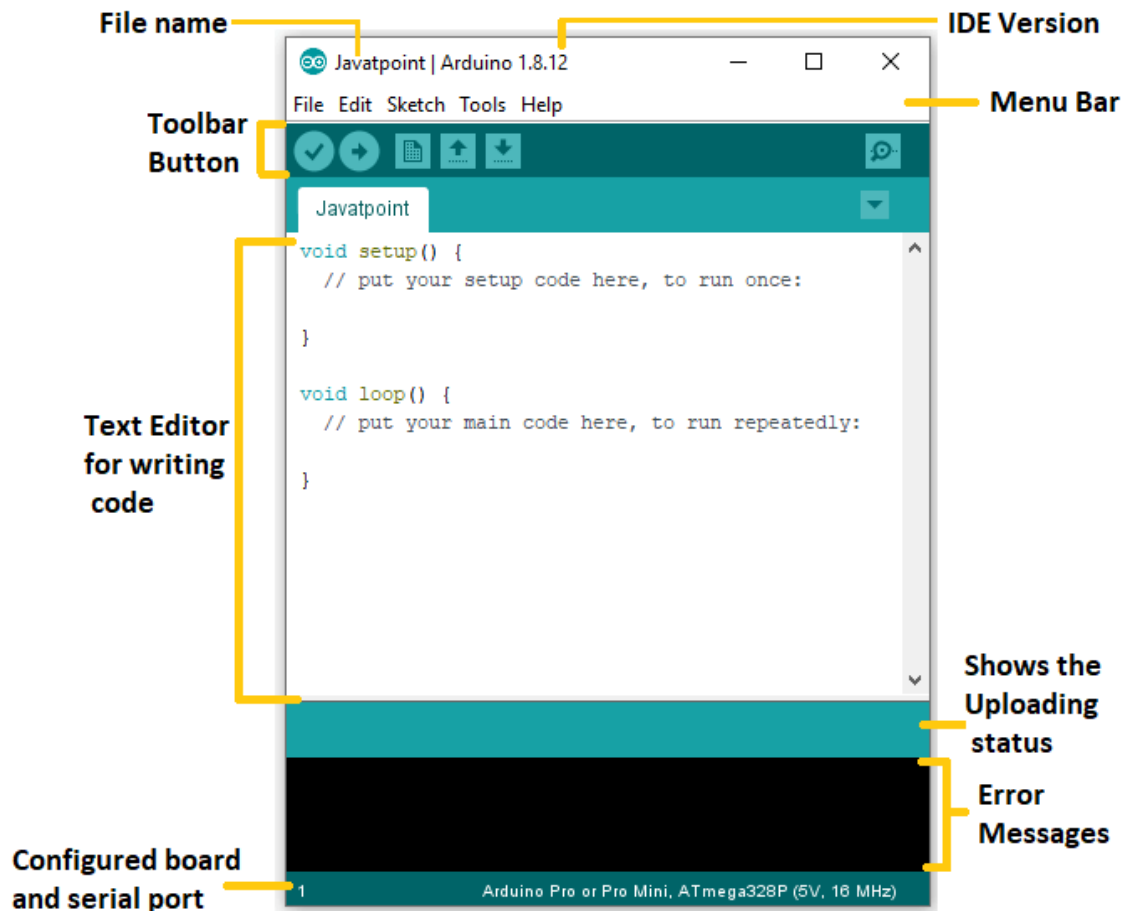 File name
IDE Version
Javatpoint | Arduino 1.8.12
File Edit Sketch Tools Help
Menu Bar
Toolbar
Button
Javatpoint
void setup() {
// put your setup code here, to run once:
}
void loop() {
// put your main code here, to run repeatedly:
}
Text Editor
for writing
code
Shows the
Uploading
status
Error
Messages
Configured board
and serial port
1
Arduino Pro or Pro Mini, ATmega328P (5V, 16 MHz)